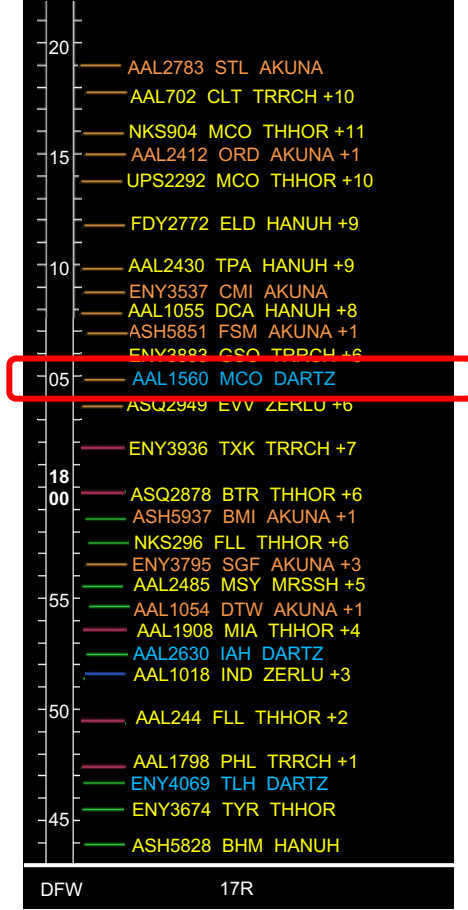 20
AAL2783 STL AKUNA
AAL702 CLT TRRCH +10
NKS904 MCO THHOR +11
15
AAL2412 ORD AKUNA +1
UPS2292 MCO THHOR +10
FDY2772 ELD HANUH +9
10
AAL2430 TPA HANUH +9
ENY3537 CMI AKUNA
AAL1055 DCA HANUH +8
ASH5851 FSM AKUNA +1
ENY3883 GSO TRRCH +6
05
AAL1560 MCO DARTZ
ASQ2949 EVV ZERLU +6
ENY3936 TXK TRRCH +7
18
00
ASQ2878 BTR THHOR +6
ASH5937 BMI AKUNA +1
NKS296 FLL THHOR +6
ENY3795 SGF AKUNA +3
AAL2485 MSY MRSSH +5
55
AAL1054 DTW AKUNA +1
AAL1908 MIA THHOR +4
AAL2630 IAH DARTZ
AAL1018 IND ZERLU +3
50
AAL244 FLL THHOR +2
AAL1798 PHL TRRCH +1
ENY4069 TLH DARTZ
ENY3674 TYR THHOR
45
ASH5828 BHM HANUH
DFW 17R